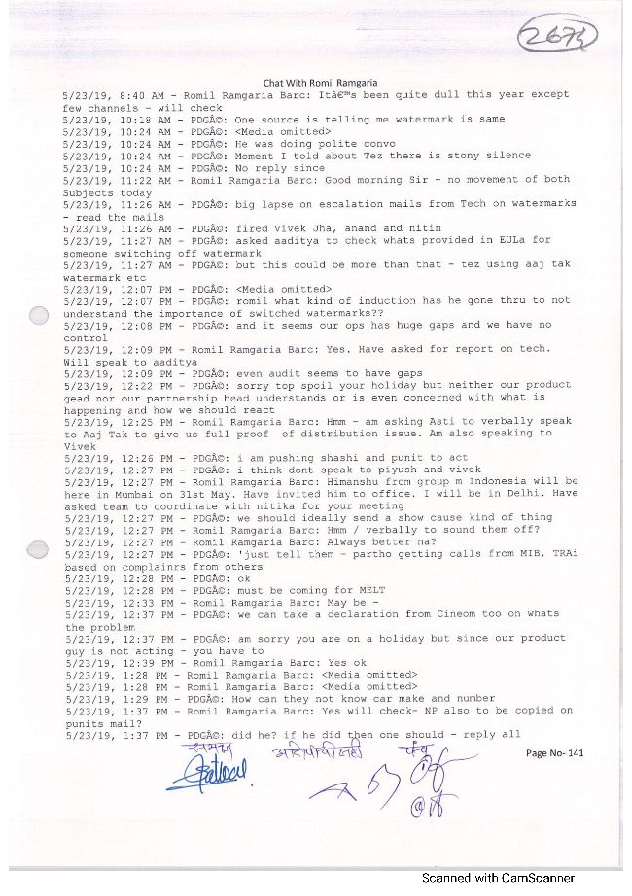 2673
Chat With Romi Ramgaria
5/23/19, 8:40 AM - Romil Ramgaria Barc: Itâ€™s been quite dull this year except
few channels - will check
5/23/19, 10:18 AM - PDGÃ©: One source is telling me watermark is same
5/23/19, 10:24 AM - PDGÃ©: <Media omitted>
5/23/19, 10:24 AM - PDGÃ©: He was doing polite convo
5/23/19, 10:24 AM - PDGÃ©: Moment I told about Tez there is stony silence
5/23/19, 10:24 AM - PDGÃ©: No reply since
5/23/19, 11:22 AM - Romil Ramgaria Barc: Good morning Sir - no movement of both
Subjects today
5/23/19, 11:26 AM - PDGÃ©: big lapse on escalation mails from Tech on watermarks
- read the mails
5/23/19, 11:26 AM - PDGÃ©: fired Vivek Jha, anand and nitin
5/23/19, 11:27 AM - PDGÃ©: asked aaditya to check whats provided in EULa for
someone switching off watermark
5/23/19, 11:27 AM - PDGÃ©: but this could be more than that - tez using aaj tak
watermark etc
5/23/19, 12:07 PM - PDGÃ©: <Media omitted>
5/23/19, 12:07 PM - PDGÃ©: romil what kind of induction has he gone thru to not
understand the importance of switched watermarks??
5/23/19, 12:08 PM - PDGÃ©: and it seems our ops has huge gaps and we have no
control
5/23/19, 12:09 PM - Romil Ramgaria Barc: Yes. Have asked for report on tech.
Will speak to aaditya
5/23/19, 12:09 PM - PDGÃ©: even audit seems to have gaps
5/23/19, 12:22 PM - PDGÃ©: sorry top spoil your holiday but neither our product
gead nor our partnership head understands or is even concerned with what is
happening and how we should react
5/23/19, 12:25 PM - Romil Ramgaria Barc: Hmm - am asking Asti to verbally speak
to Aaj Tak to give us full proof of distribution issue. Am also speaking to
Vivek
5/23/19, 12:26 PM - PDGÃ©: i am pushing shashi and punit to act
5/23/19, 12:27 PM - PDGÃ©: i think dont speak to piyush and vivek
5/23/19, 12:27 PM - Romil Ramgaria Barc: Himanshu from group m Indonesia will be
here in Mumbai on 31st May. Have invited him to office. I will be in Delhi. Have
asked team to coordinate with nitika for your meeting
5/23/19, 12:27 PM - PDGÃ©: we should ideally send a show cause kind of thing
5/23/19, 12:27 PM - Romil Ramgaria Barc: Hmm / verbally to sound them off?
5/23/19, 12:27 PM - Romil Ramgaria Barc: Always better na?
5/23/19, 12:27 PM - PDGÃ©: 'just tell them - partho getting calls from MIB, TRAi
based on complainrs from others
5/23/19, 12:28 PM - PDGÃ©: ok
5/23/19, 12:28 PM - PDGÃ©: must be coming for MELT
5/23/19, 12:33 PM - Romil Ramgaria Barc: May be -
5/23/19, 12:37 PM - PDGÃ©: we can take a declaration from Cineom too on whats
the problem
5/23/19, 12:37 PM - PDGÃ©: am sorry you are on a holiday but since our product
guy is not acting - you have to
5/23/19, 12:39 PM - Romil Ramgaria Barc: Yes ok
5/23/19, 1:28 PM - Romil Ramgaria Barc: <Media omitted>
5/23/19, 1:28 PM - Romil Ramgaria Barc: <Media omitted>
5/23/19, 1:29 PM - PDGÃ©: How can they not know car make and number
5/23/19, 1:37 PM - Romil Ramgaria Barc: Yes will check- NP also to be copied on
punits mail?
5/23/19, 1:37 PM - PDGÃ©: did he? if he did then one should - reply all
समक्ष पंच
Page No- 141
Scanned with CamScanner